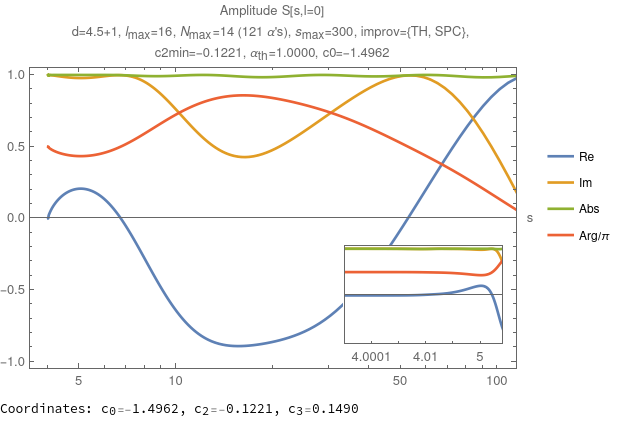 Amplitude S[s,l=0]
d=4.5+1, lmax=16, Nmax=14 (121 α's), smax=300, improv={TH, SPC},
c2min=-0.1221, αth=1.0000, c0=-1.4962
1.0
0.5
0.0
-0.5
-1.0
s
Re
Im
Abs
Arg/π
4.0001 4.01 5
5 10 50 100
Coordinates: c0=-1.4962, c2=-0.1221, c3=0.1490